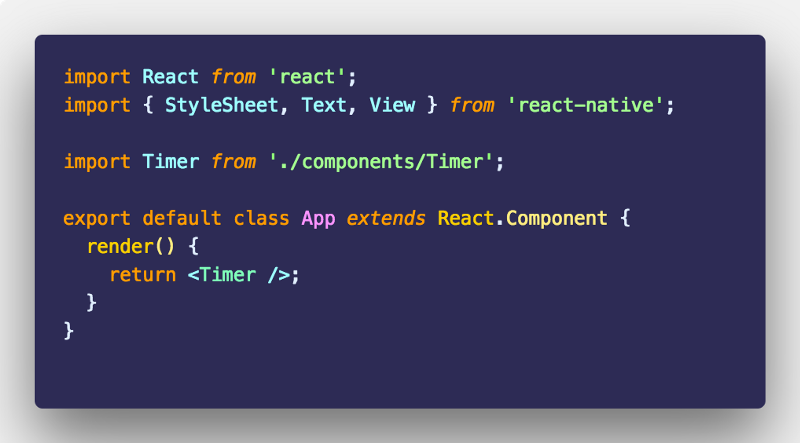 import React from 'react';
import { StyleSheet, Text, View } from 'react-native';

import Timer from './components/Timer';

export default class App extends React.Component {
  render() {
    return <Timer />;
  }
}